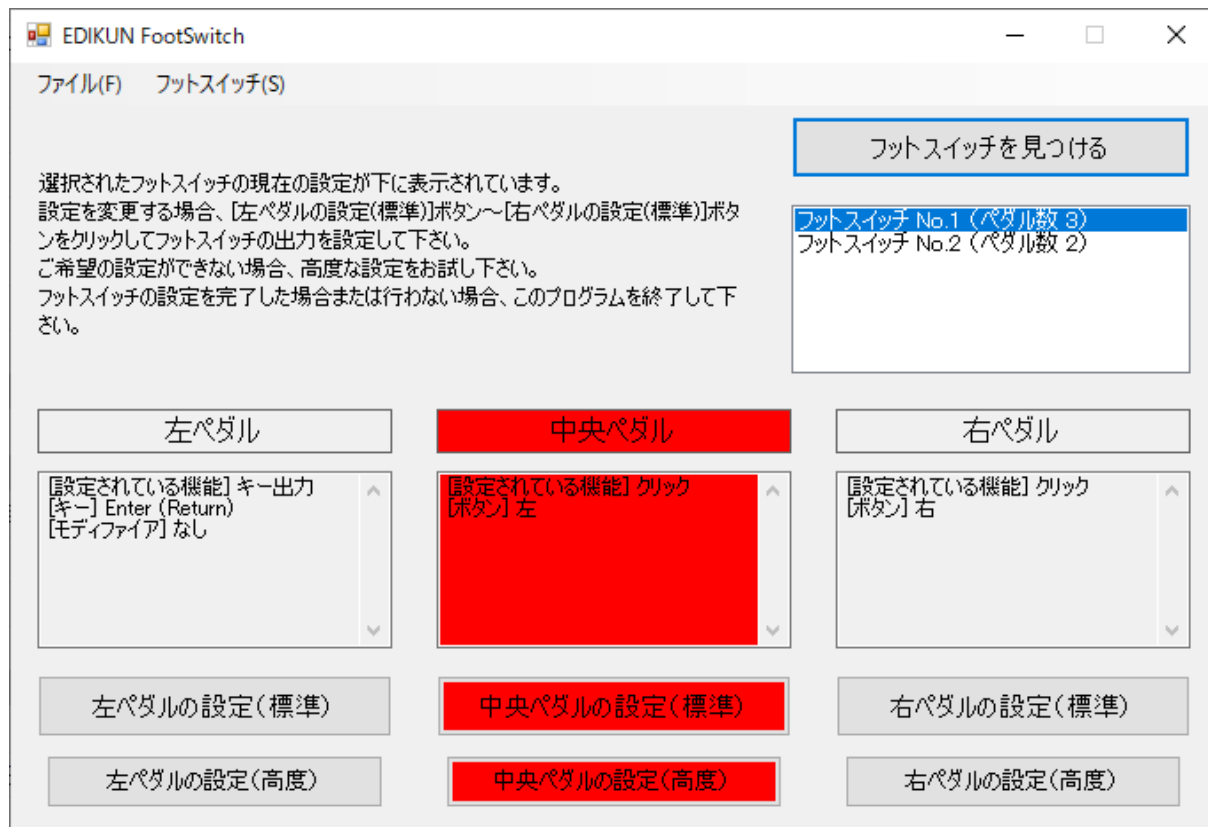 EDIKUN FootSwitch
ファイル(F) フットスイッチ(S)
フットスイッチを見つける
選択されたフットスイッチの現在の設定が下に表示されています。
設定を変更する場合、[左ペダルの設定(標準)]ボタン～[右ペダルの設定(標準)]ボタ
ンをクリックしてフットスイッチの出力を設定して下さい。
ご希望の設定ができない場合、高度な設定をお試し下さい。
フットスイッチの設定を完了した場合または行わない場合、このプログラムを終了して下
さい。
フットスイッチ No.1 (ペダル数 3)
フットスイッチ No.2 (ペダル数 2)
左ペダル
中央ペダル
右ペダル
[設定されている機能] キー出力
[キー] Enter (Return)
[モディファイア] なし
[設定されている機能] クリック
[ボタン] 左
[設定されている機能] クリック
[ボタン] 右
左ペダルの設定(標準)
中央ペダルの設定(標準)
右ペダルの設定(標準)
左ペダルの設定(高度)
中央ペダルの設定(高度)
右ペダルの設定(高度)